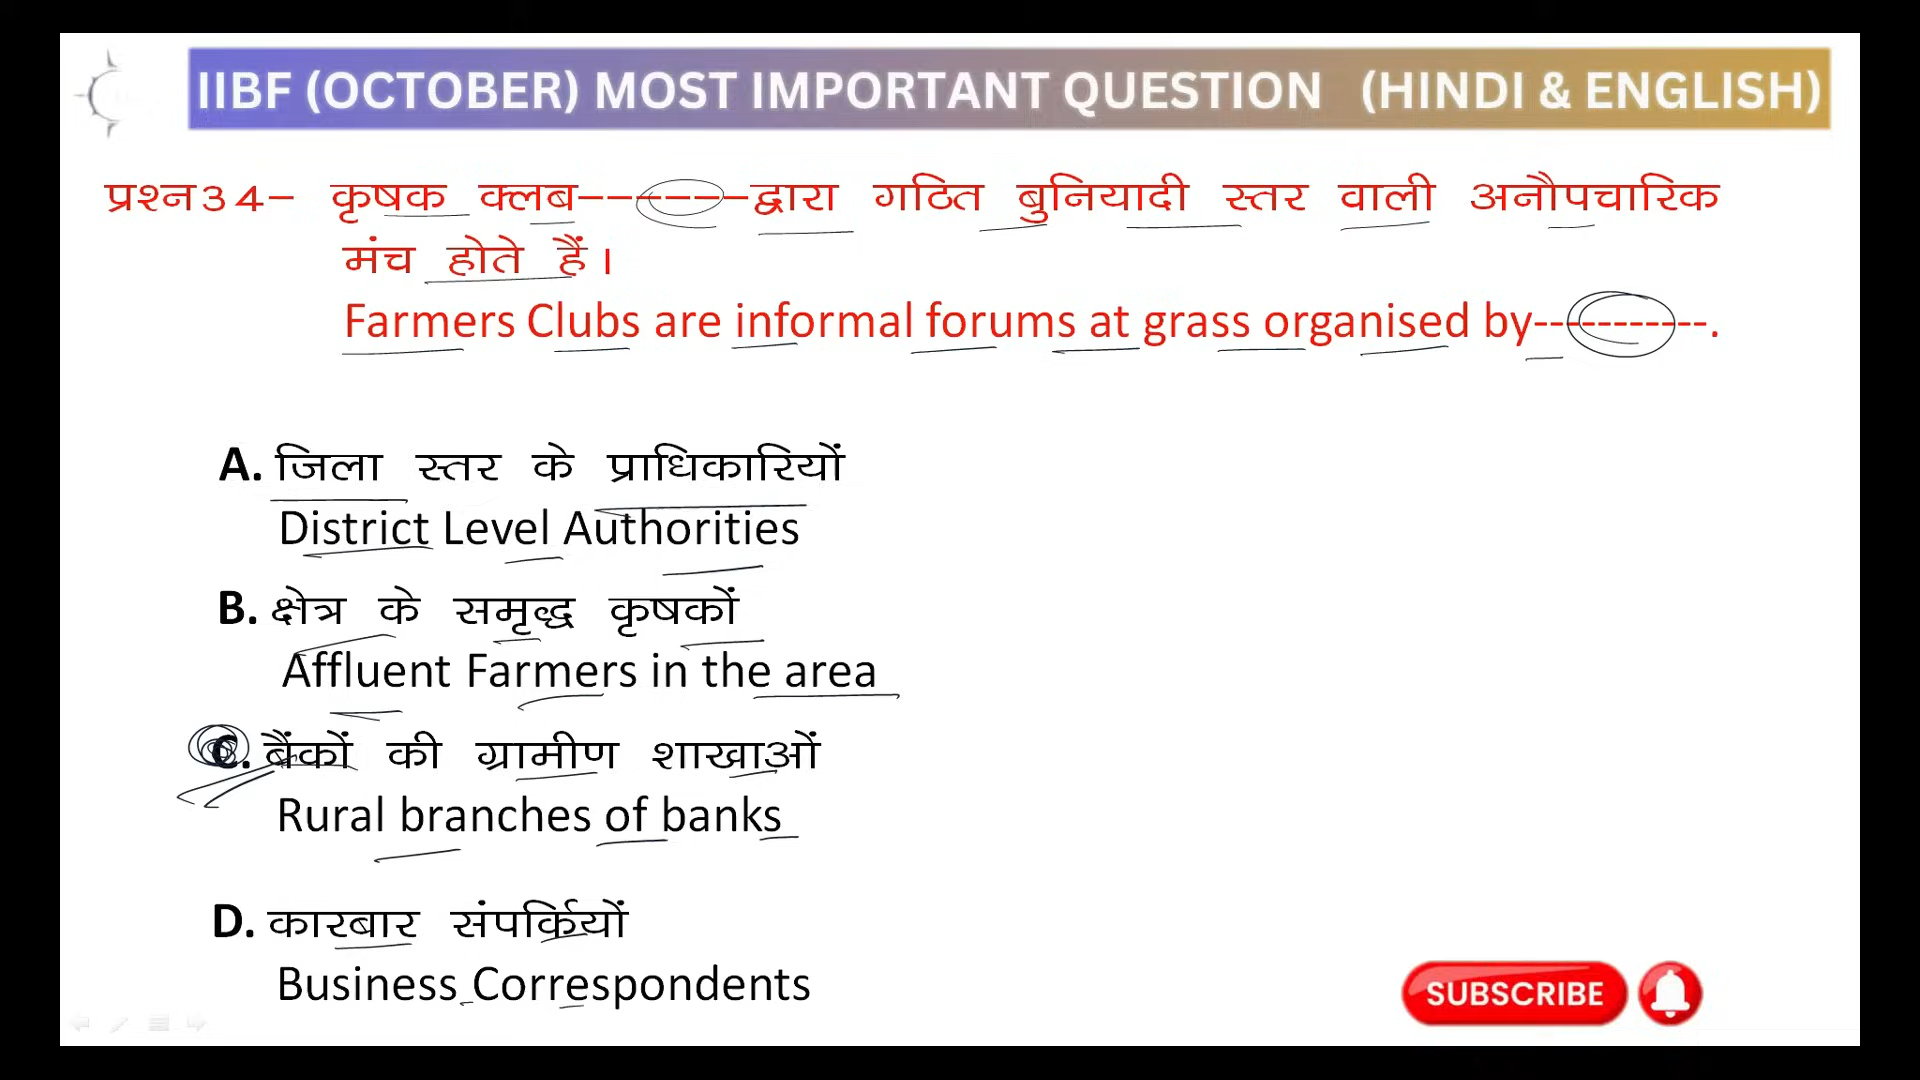 IIBF (OCTOBER) MOST IMPORTANT QUESTION (HINDI & ENGLISH)
प्रश्न34- कृषक क्लब-------द्वारा गठित बुनियादी स्तर वाली अनौपचारिक
मंच होते हैं।
Farmers Clubs are informal forums at grass organised by-----------.
A. जिला स्तर के प्राधिकारियों
District Level Authorities
B. क्षेत्र के समृद्ध कृषकों
Affluent Farmers in the area
C. बैंकों की ग्रामीण शाखाओं
Rural branches of banks
D. कारबार संपर्कियों
Business Correspondents
SUBSCRIBE